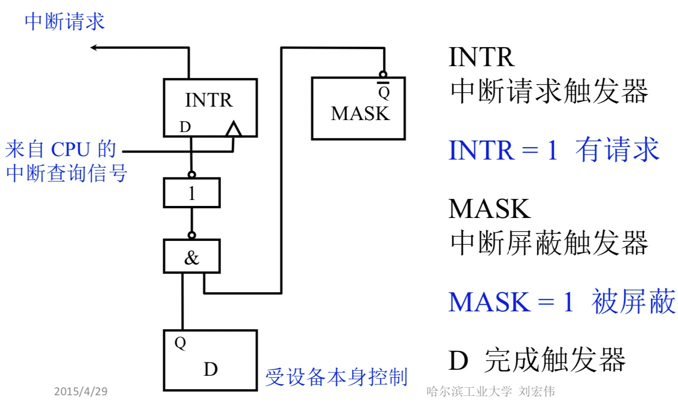 中断请求
INTR
D
来自 CPU 的
中断查询信号
1
&
Q
D
受设备本身控制
Q̅
MASK
INTR
中断请求触发器
INTR = 1 有请求
MASK
中断屏蔽触发器
MASK = 1 被屏蔽
D 完成触发器
2015/4/29
哈尔滨工业大学 刘宏伟